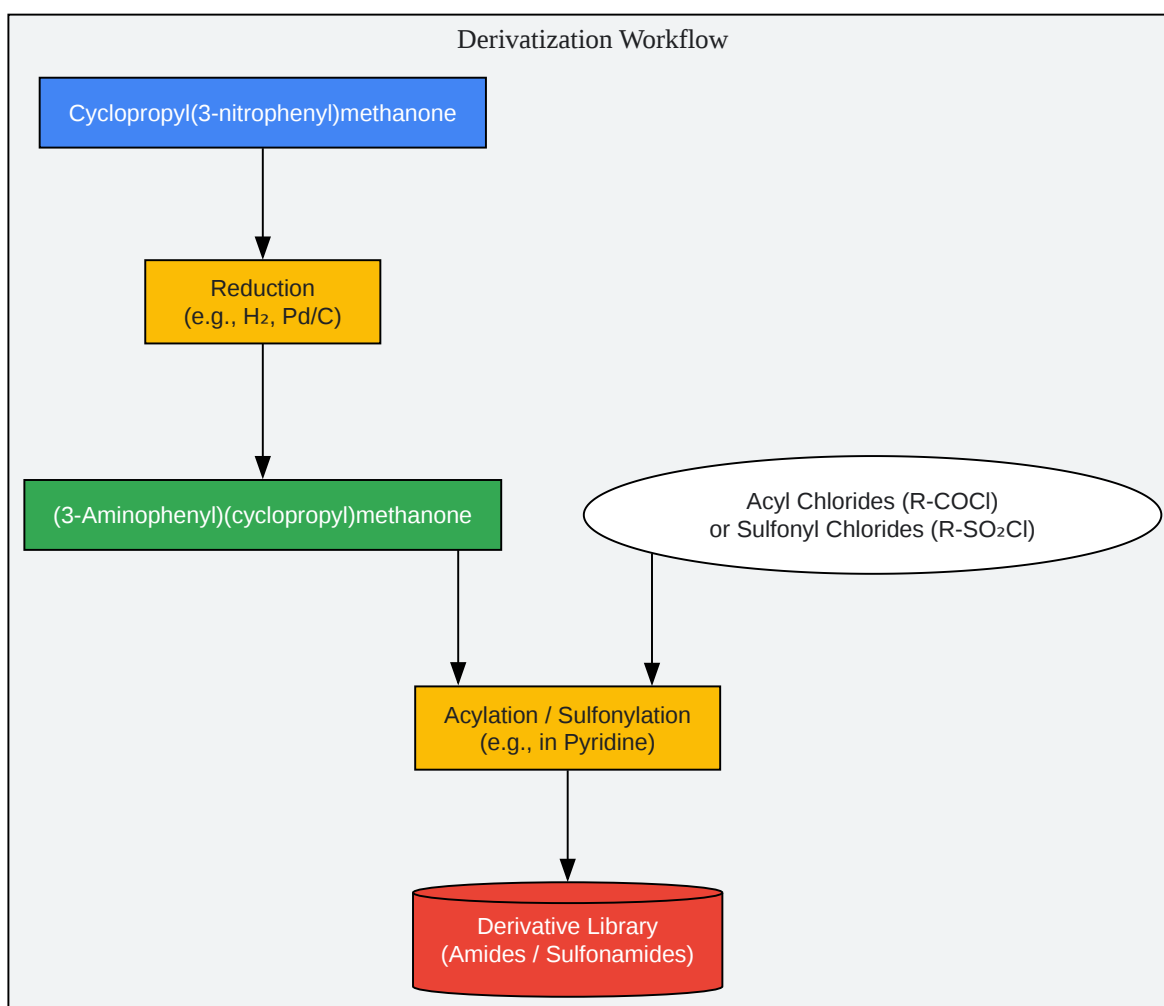 Derivatization Workflow
Cyclopropyl(3-nitrophenyl)methanone
Reduction
(e.g., H₂, Pd/C)
(3-Aminophenyl)(cyclopropyl)methanone
Acyl Chlorides (R-COCl)
or Sulfonyl Chlorides (R-SO₂Cl)
Acylation / Sulfonylation
(e.g., in Pyridine)
Derivative Library
(Amides / Sulfonamides)